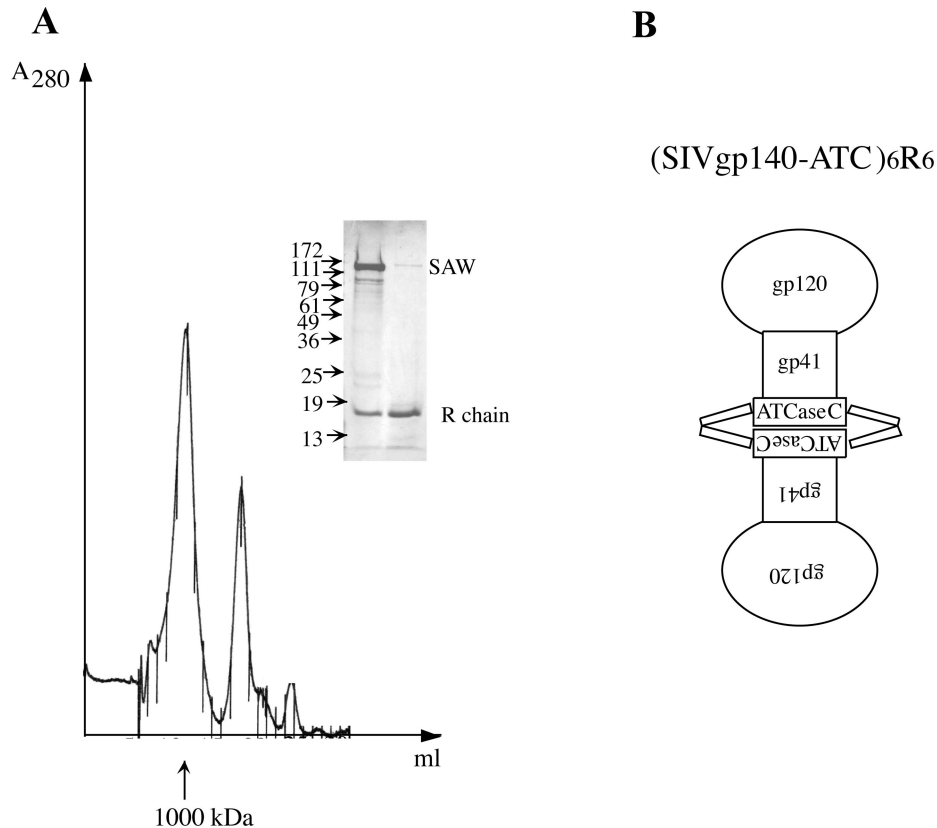 A
B
A280
(SIVgp140-ATC)6R6
172
111
79
61
49
36
25
19
13
SAW
R chain
gp120
gp41
ATCaseC
ATCaseC
gp41
gp120
ml
1000 kDa